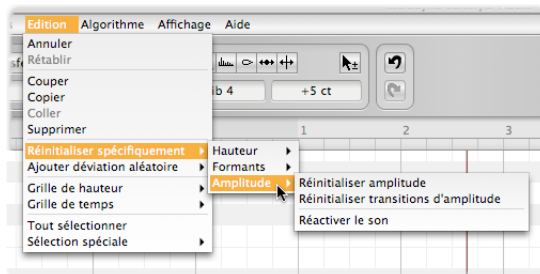 Edition Algorithme Affichage Aide
Annuler
Rétablir
Couper
Copier
Coller
Supprimer
Réinitialiser spécifiquement
Ajouter déviation aléatoire
Grille de hauteur
Grille de temps
Tout sélectionner
Sélection spéciale
Hauteur
Formants
Amplitude
Réinitialiser amplitude
Réinitialiser transitions d'amplitude
Réactiver le son
ib 4 +5 ct
1 2 3